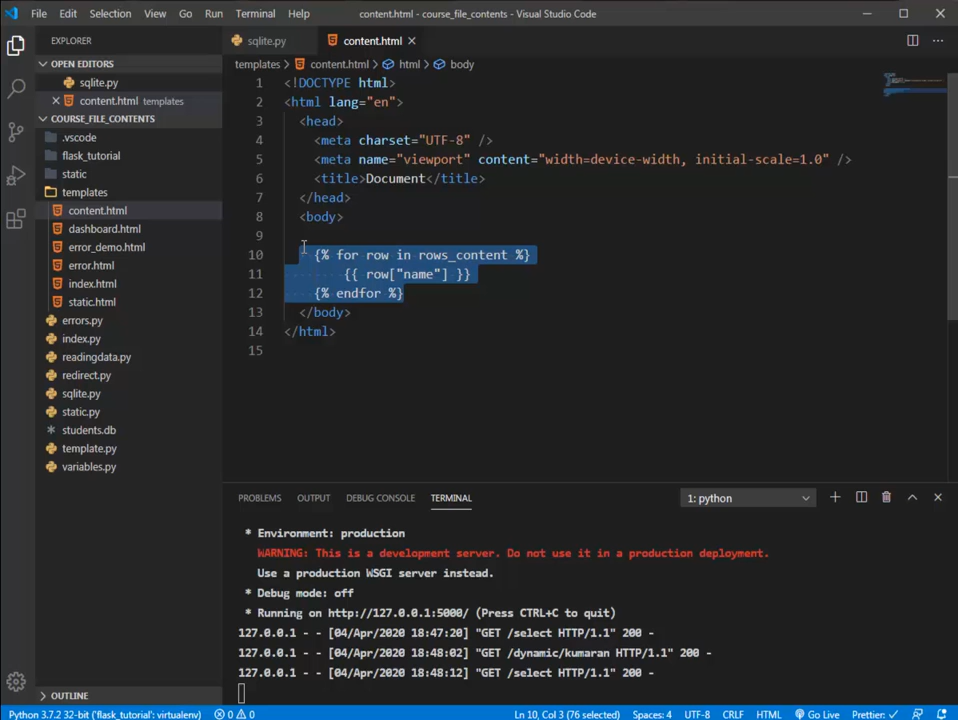 File Edit Selection View Go Run Terminal Help content.html - course_file_contents - Visual Studio Code
EXPLORER
OPEN EDITORS
sqlite.py
content.html templates
COURSE_FILE_CONTENTS
.vscode
flask_tutorial
static
templates
content.html
dashboard.html
error_demo.html
error.html
index.html
static.html
errors.py
index.py
readingdata.py
redirect.py
sqlite.py
static.py
students.db
template.py
variables.py
OUTLINE
sqlite.py content.html
templates > content.html > html > body
1 <!DOCTYPE html>
2 <html lang="en">
3 <head>
4 <meta charset="UTF-8" />
5 <meta name="viewport" content="width=device-width, initial-scale=1.0" />
6 <title>Document</title>
7 </head>
8 <body>
9
10 {% for row in rows_content %}
11 {{ row["name"] }}
12 {% endfor %}
13 </body>
14 </html>
15
PROBLEMS OUTPUT DEBUG CONSOLE TERMINAL 1: python
* Environment: production
WARNING: This is a development server. Do not use it in a production deployment.
Use a production WSGI server instead.
* Debug mode: off
* Running on http://127.0.0.1:5000/ (Press CTRL+C to quit)
127.0.0.1 - - [04/Apr/2020 18:47:20] "GET /select HTTP/1.1" 200 -
127.0.0.1 - - [04/Apr/2020 18:48:02] "GET /dynamic/kumaran HTTP/1.1" 200 -
127.0.0.1 - - [04/Apr/2020 18:48:12] "GET /select HTTP/1.1" 200 -
Python 3.7.2 32-bit ('flask_tutorial': virtualenv) 0 0 Ln 10, Col 3 (76 selected) Spaces: 4 UTF-8 CRLF HTML Go Live Prettier: ✓